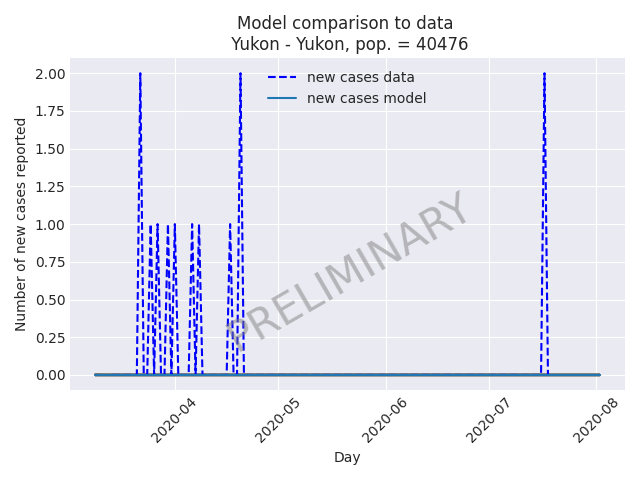 Model comparison to data
Yukon - Yukon, pop. = 40476
new cases data
new cases model
2.00
1.75
1.50
1.25
1.00
0.75
0.50
0.25
0.00
Number of new cases reported
PRELIMINARY
2020-04
2020-05
2020-06
2020-07
2020-08
Day